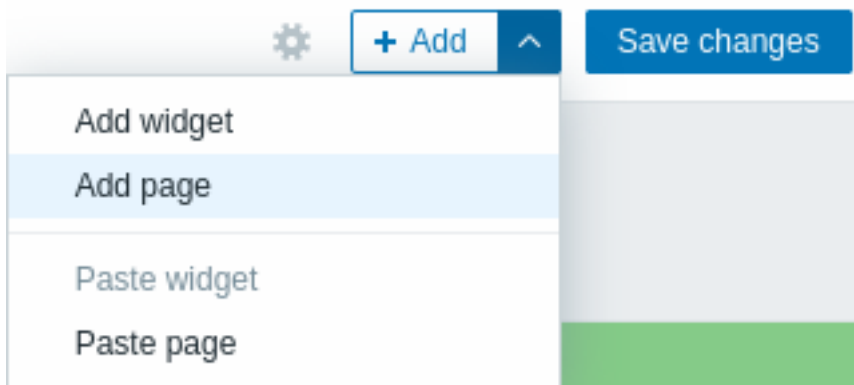 + Add
Save changes
Add widget
Add page
Paste widget
Paste page